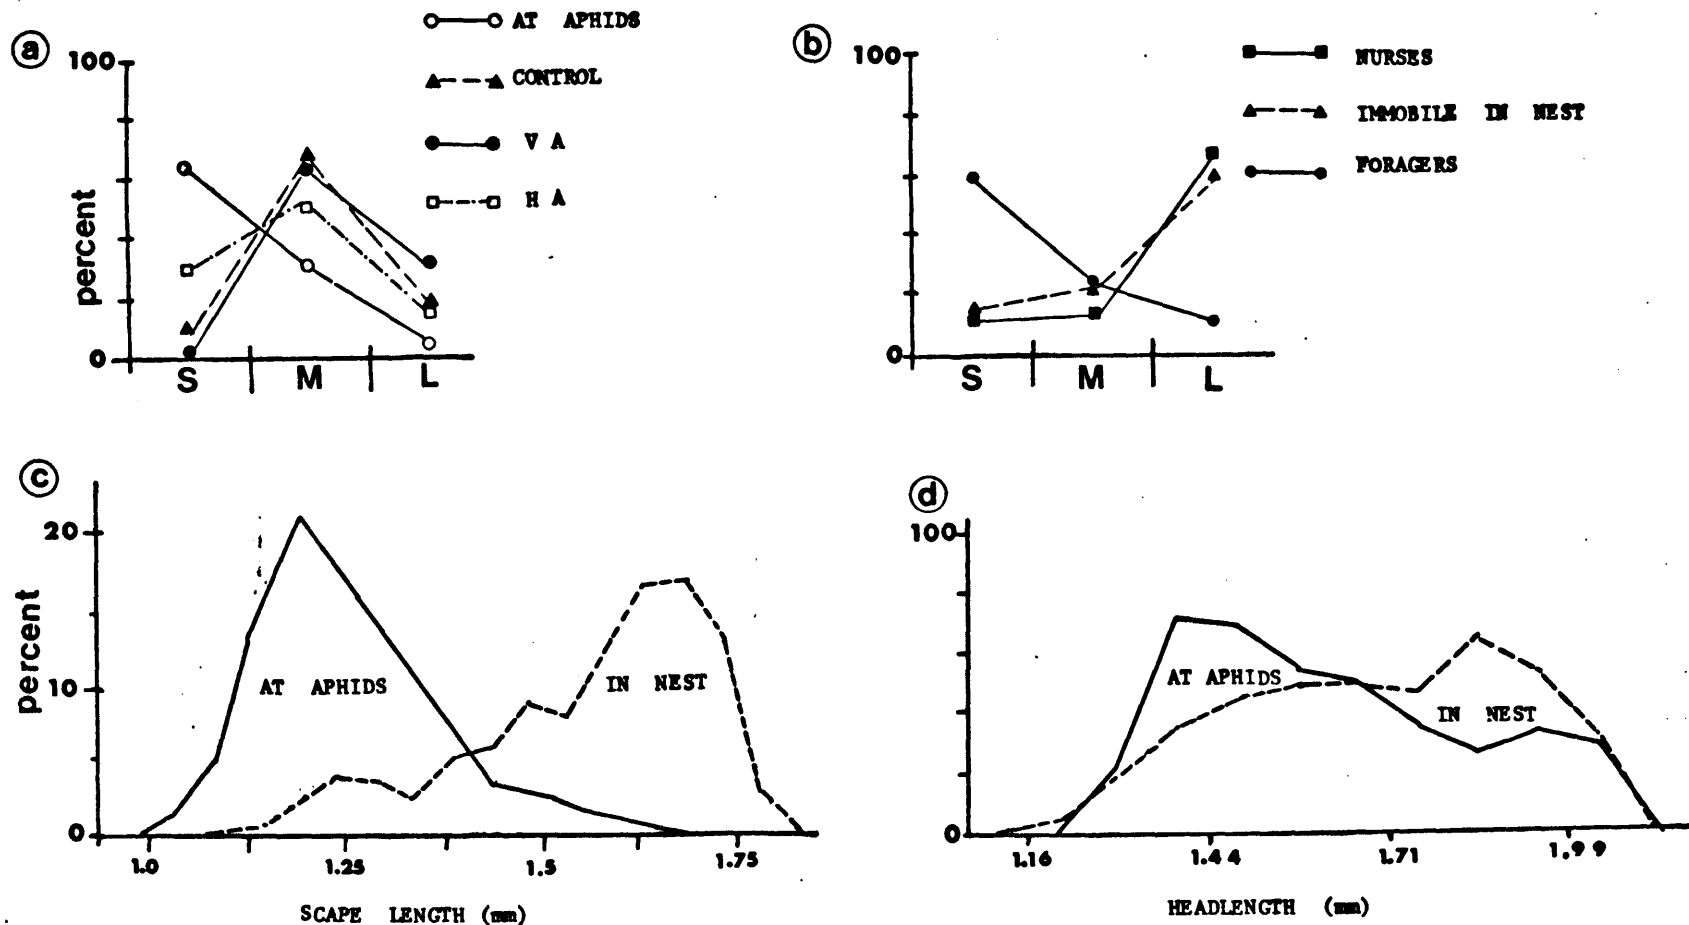 a
AT APHIDS
CONTROL
V A
H A
100
percent
0
S M L
b
NURSES
IMMOBILE IN NEST
FORAGERS
100
0
S M L
c
20
10
0
percent
AT APHIDS
IN NEST
1.0 1.25 1.5 1.75
SCAPE LENGTH (mm)
d
100
0
AT APHIDS
IN NEST
1.16 1.44 1.71 1.99
HEADLENGTH (mm)